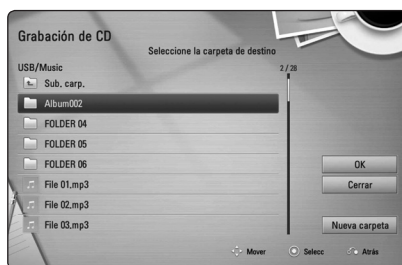 Grabación de CD
Seleccione la carpeta de destino
USB/Music
2 / 28
Sub. carp.
Album002
FOLDER 04
FOLDER 05
FOLDER 06
File 01.mp3
File 02.mp3
File 03.mp3
OK
Cerrar
Nueva carpeta
Mover
Selecc
Atrás